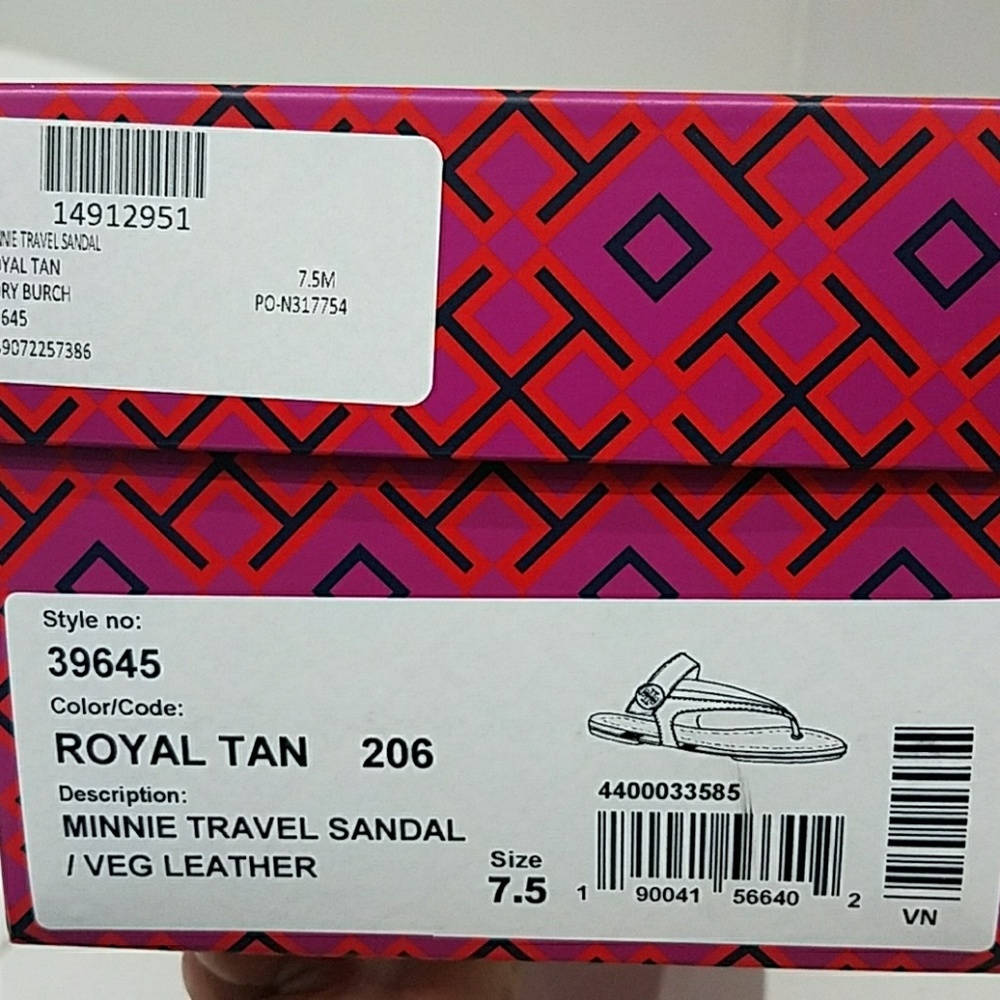 14912951
NNIE TRAVEL SANDAL
OYAL TAN
7.5M
RY BURCH
PO-N317754
645
9072257386
Style no:
39645
Color/Code:
ROYAL TAN 206
Description:
MINNIE TRAVEL SANDAL
/ VEG LEATHER
Size
7.5
4400033585
1 90041 56640 2
VN